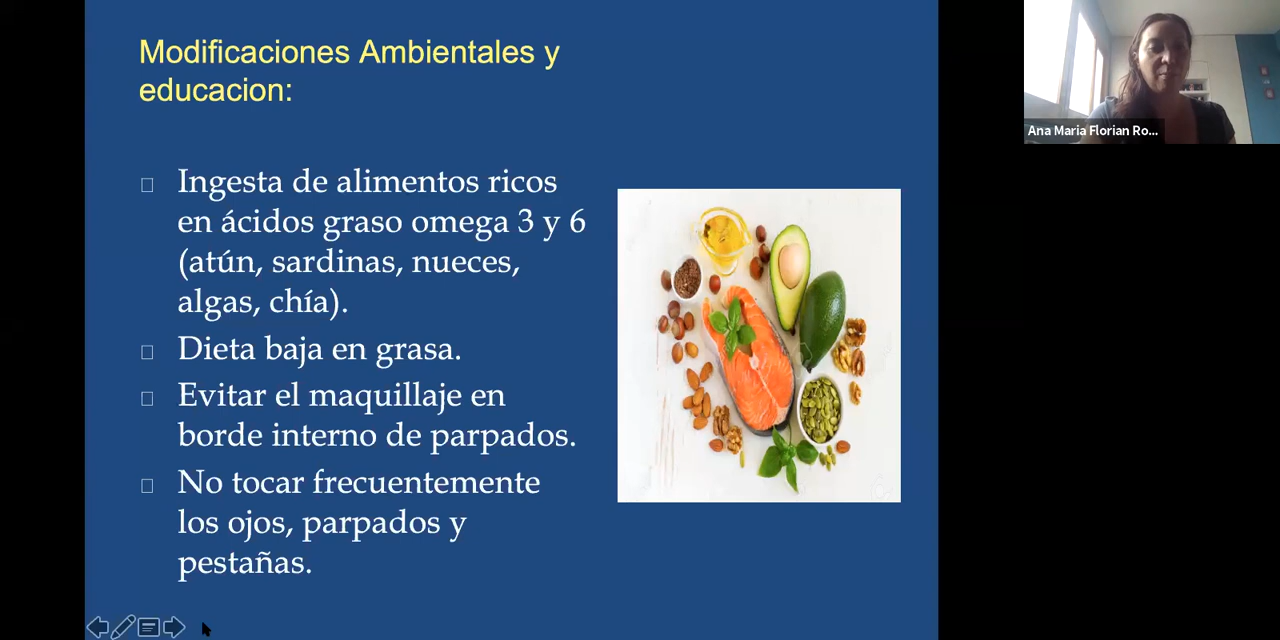 Modificaciones Ambientales y
educacion:
Ingesta de alimentos ricos
en ácidos graso omega 3 y 6
(atún, sardinas, nueces,
algas, chía).
Dieta baja en grasa.
Evitar el maquillaje en
borde interno de parpados.
No tocar frecuentemente
los ojos, parpados y
pestañas.
Ana Maria Florian Ro...